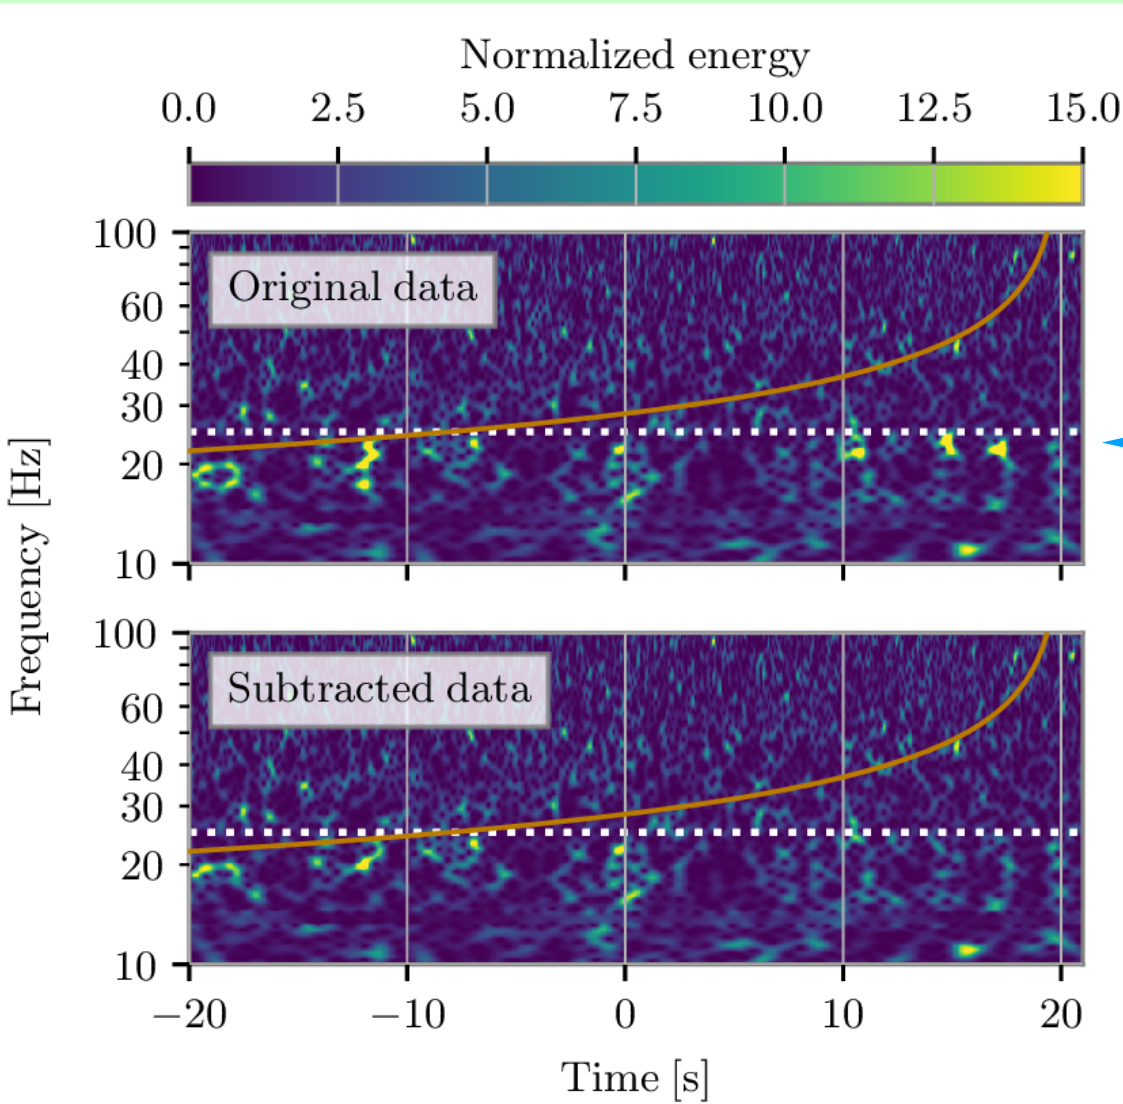 Normalized energy
0.0 2.5 5.0 7.5 10.0 12.5 15.0
100
Original data
60
40
30
20
10
Frequency [Hz]
100
Subtracted data
60
40
30
20
10
−20 −10 0 10 20
Time [s]